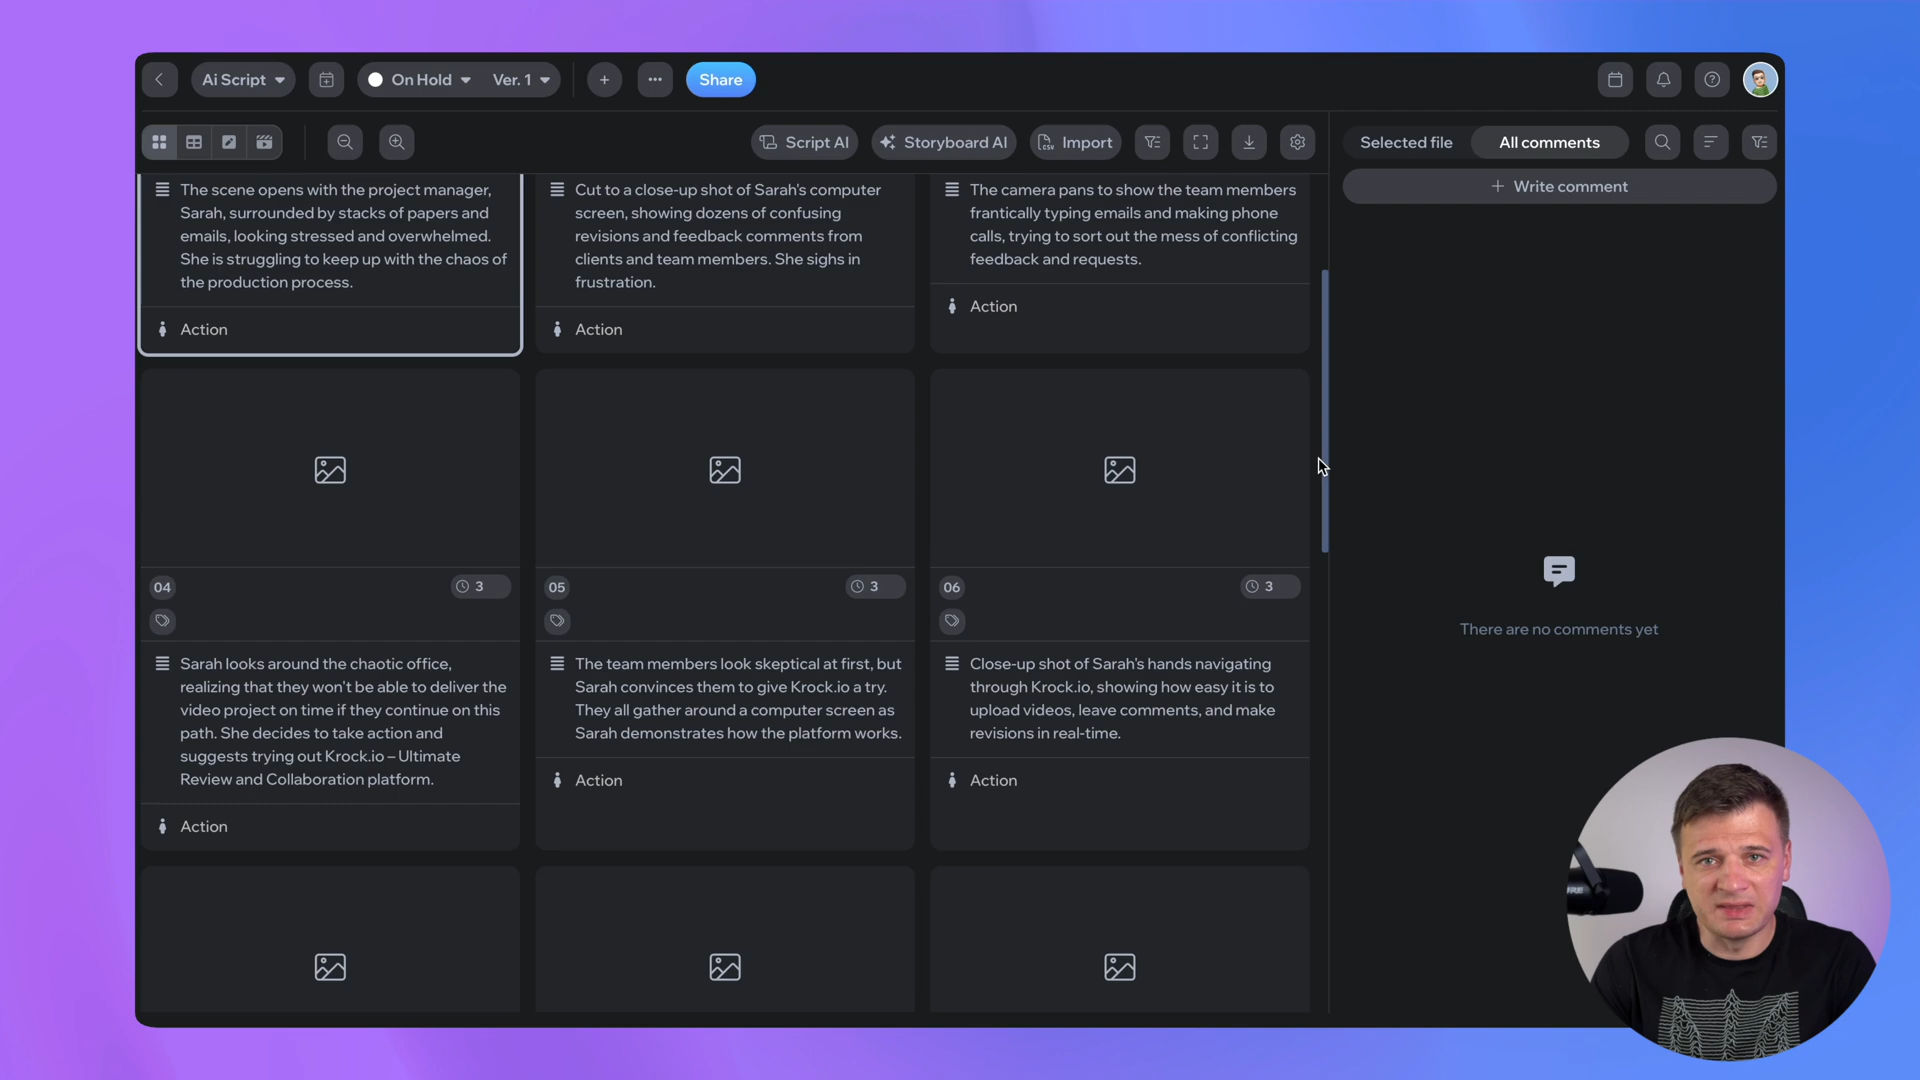 Ai Script
On Hold
Ver. 1
Share
Script AI
Storyboard AI
CSV
Import
Selected file
All comments
Write comment
The scene opens with the project manager,
Sarah, surrounded by stacks of papers and
emails, looking stressed and overwhelmed.
She is struggling to keep up with the chaos of
the production process.
Action
Cut to a close-up shot of Sarah's computer
screen, showing dozens of confusing
revisions and feedback comments from
clients and team members. She sighs in
frustration.
Action
The camera pans to show the team members
frantically typing emails and making phone
calls, trying to sort out the mess of conflicting
feedback and requests.
Action
04
3
Sarah looks around the chaotic office,
realizing that they won't be able to deliver the
video project on time if they continue on this
path. She decides to take action and
suggests trying out Krock.io – Ultimate
Review and Collaboration platform.
Action
05
3
The team members look skeptical at first, but
Sarah convinces them to give Krock.io a try.
They all gather around a computer screen as
Sarah demonstrates how the platform works.
Action
06
3
Close-up shot of Sarah's hands navigating
through Krock.io, showing how easy it is to
upload videos, leave comments, and make
revisions in real-time.
Action
There are no comments yet